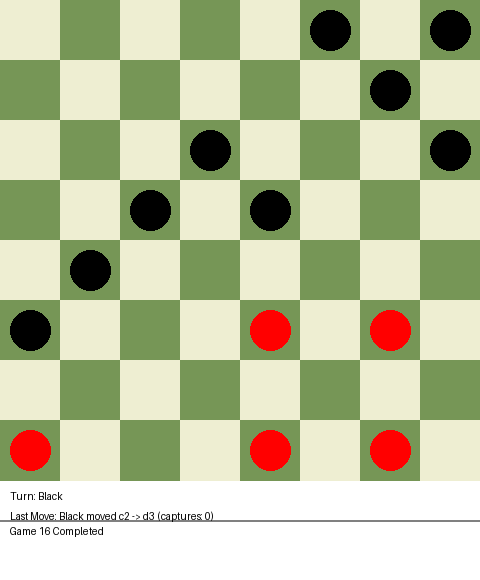 Turn: Black
Last Move: Black moved c2 -> d3 (captures: 0)
Game 16 Completed